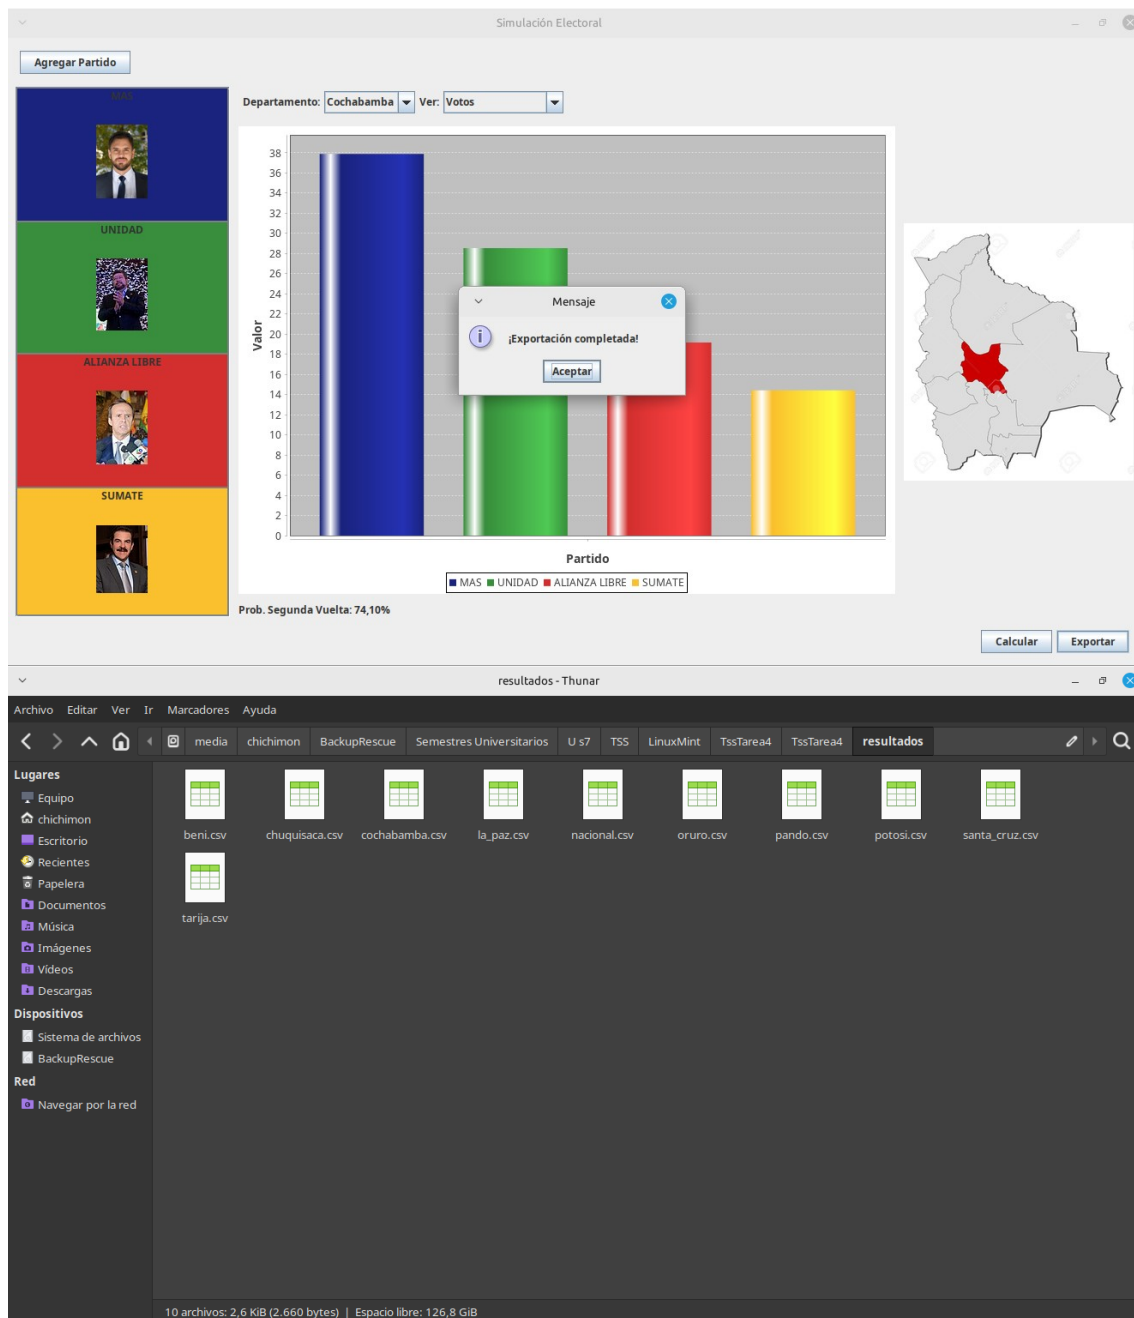 Simulación Electoral
Agregar Partido
MAS
UNIDAD
ALIANZA LIBRE
SUMATE
Departamento: Cochabamba Ver: Votos
38
36
34
32
30
28
26
24
22
20
18
16
14
12
10
8
6
4
2
0
Valor
Partido
MAS UNIDAD ALIANZA LIBRE SUMATE
Mensaje
¡Exportación completada!
Aceptar
Prob. Segunda Vuelta: 74,10%
Calcular Exportar
resultados - Thunar
Archivo Editar Ver Ir Marcadores Ayuda
media chichimon BackupRescue Semestres Universitarios U s7 TSS LinuxMint TssTarea4 TssTarea4 resultados
Lugares
Equipo
chichimon
Escritorio
Recientes
Papelera
Documentos
Música
Imágenes
Vídeos
Descargas
Dispositivos
Sistema de archivos
BackupRescue
Red
Navegar por la red
beni.csv chuquisaca.csv cochabamba.csv la_paz.csv nacional.csv oruro.csv pando.csv potosi.csv santa_cruz.csv
tarija.csv
10 archivos: 2,6 KiB (2.660 bytes) | Espacio libre: 126,8 GiB